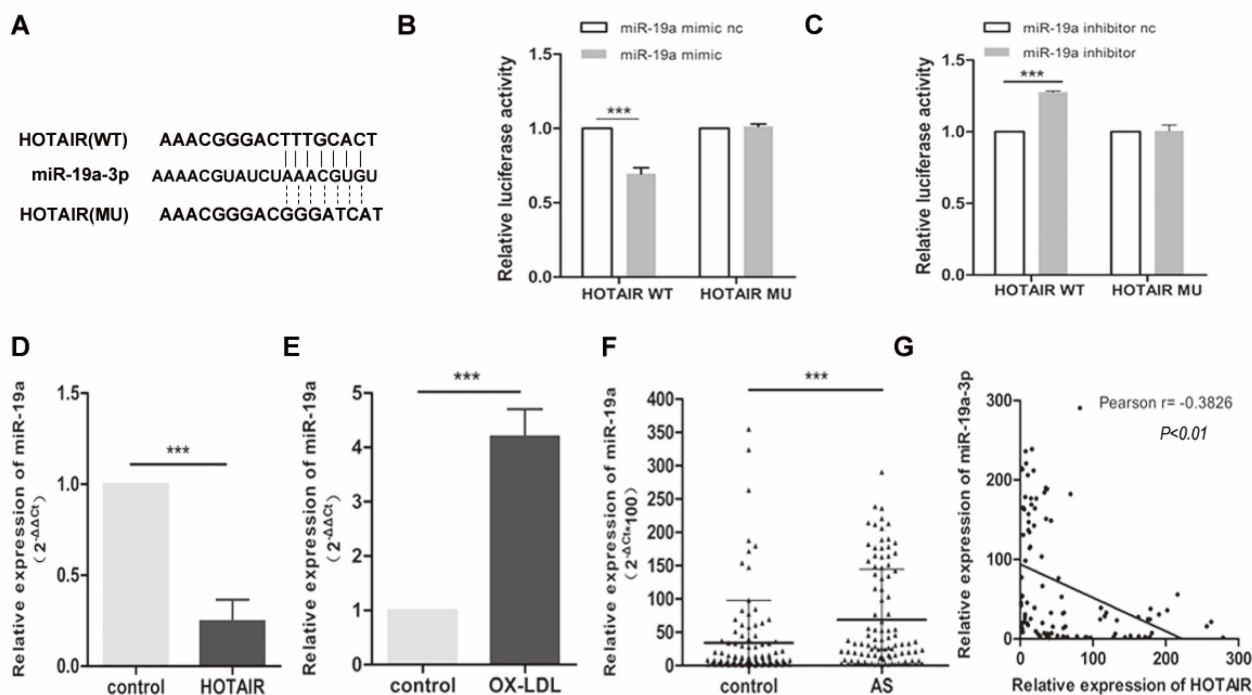 A
HOTAIR(WT) AAACGGGACTTTGCACT
miR-19a-3p AAAACGUAUCUAAACGUGU
HOTAIR(MU) AAACGGGACGGGATCAT
B
miR-19a mimic nc
miR-19a mimic
Relative luciferase activity
1.5
1.0
0.5
0.0
***
HOTAIR WT
HOTAIR MU
C
miR-19a inhibitor nc
miR-19a inhibitor
Relative luciferase activity
1.5
1.0
0.5
0.0
***
HOTAIR WT
HOTAIR MU
D
Relative expression of miR-19a
(2-ΔΔCt)
1.5
1.0
0.5
0.0
***
control
HOTAIR
E
Relative expression of miR-19a
(2-ΔΔCt)
5
4
3
2
1
0
***
control
OX-LDL
F
Relative expression of miR-19a
(2-ΔCt*100)
400
350
300
250
200
150
100
50
0
***
control
AS
G
Relative expression of miR-19a-3p
300
200
100
0
Pearson r= -0.3826
P<0.01
0
100
200
300
Relative expression of HOTAIR